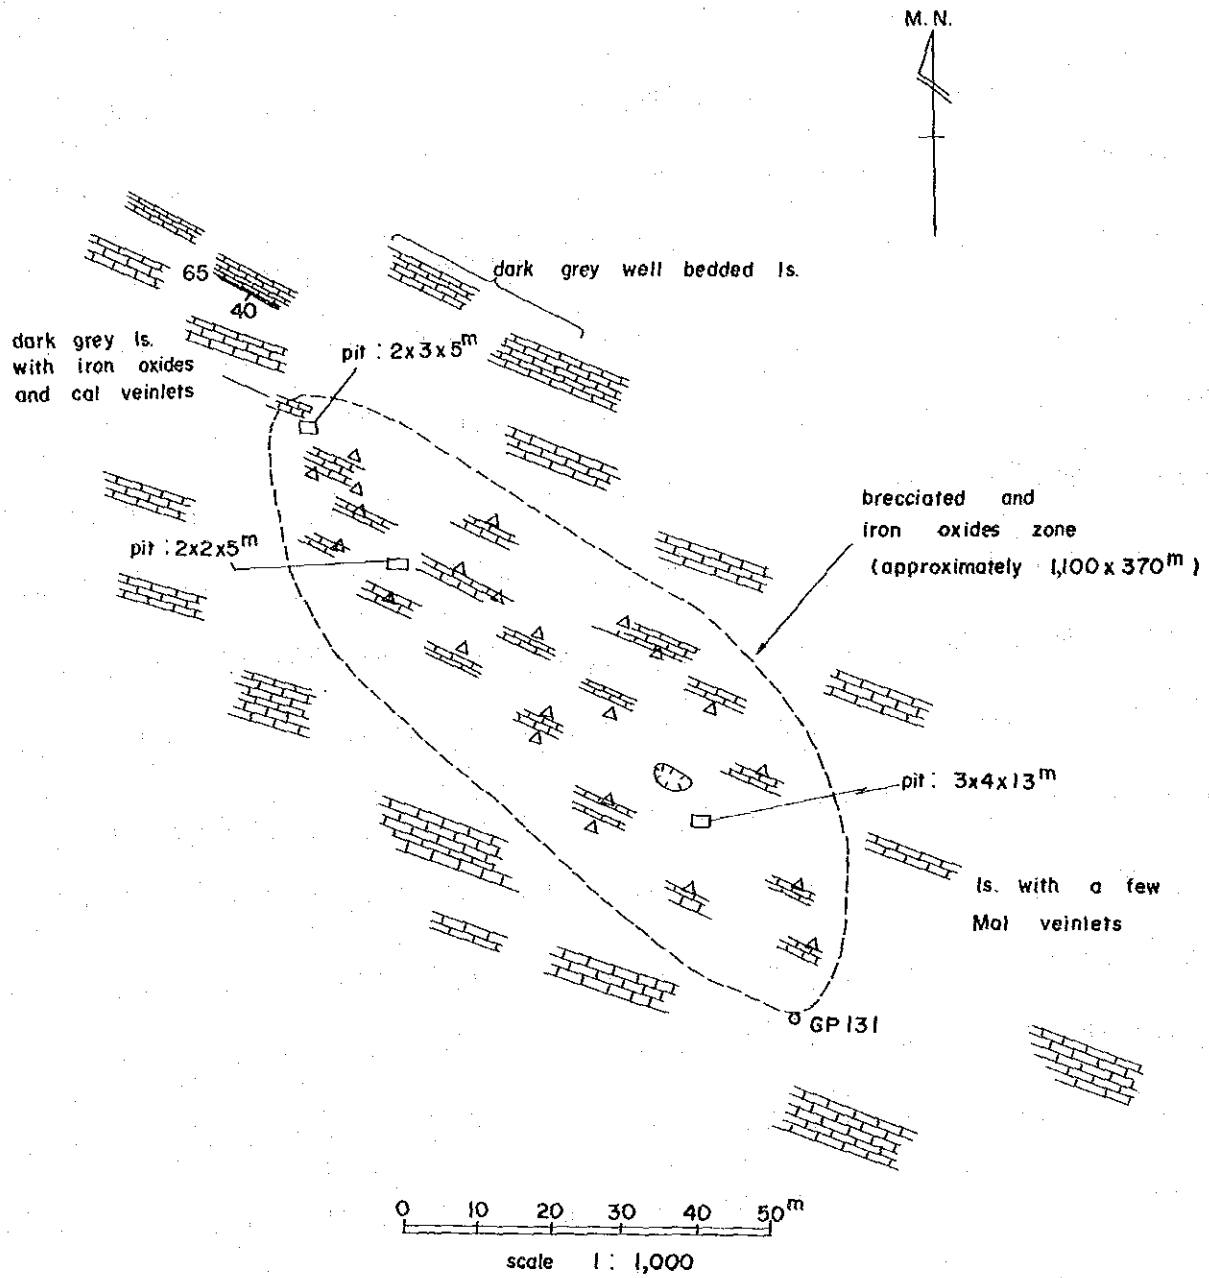 M. N.
dark grey well bedded ls.
65
40
dark grey ls.
with iron oxides
and cal veinlets
pit : 2x3x5m
brecciated and
iron oxides zone
(approximately 1,100 x 370m)
pit : 2x2x5m
pit : 3x4x13m
ls. with a few
Mal veinlets
GP 131
0 10 20 30 40 50m
scale 1 : 1,000